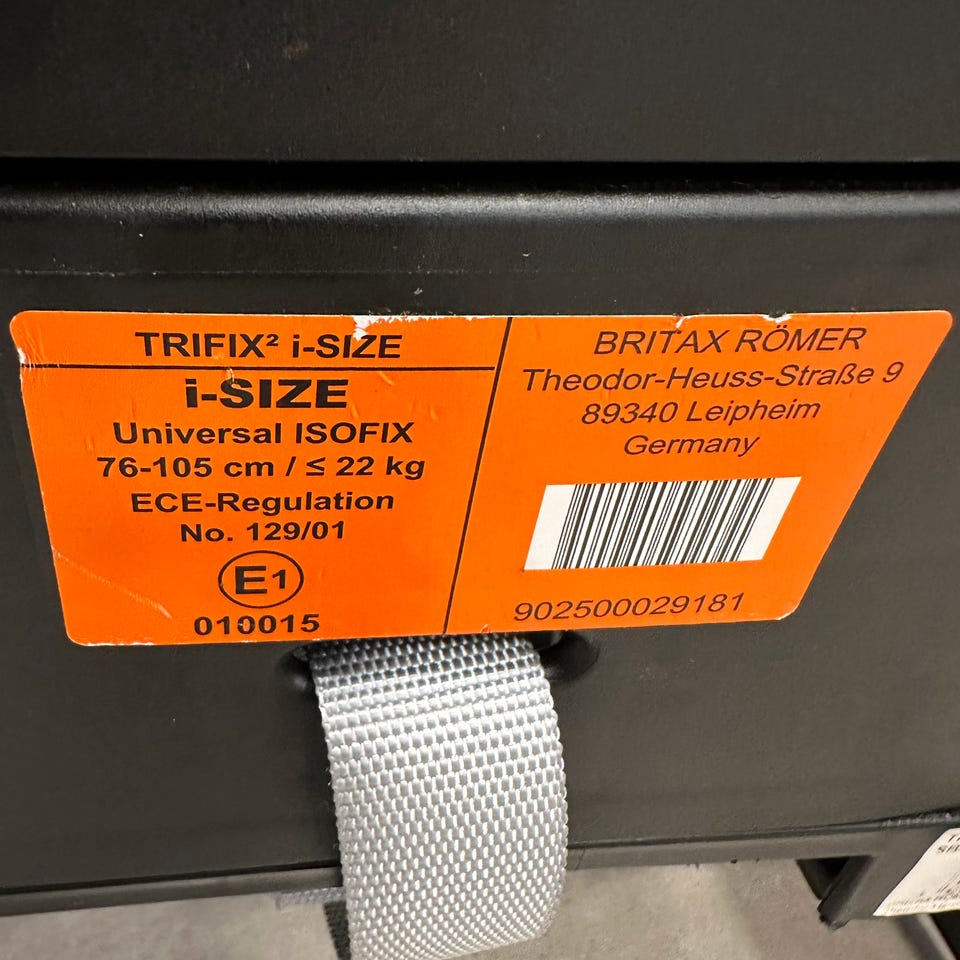 TRIFIX² i-SIZE
i-SIZE
Universal ISOFIX
76-105 cm / ≤ 22 kg
ECE-Regulation
No. 129/01
E1
010015
BRITAX RÖMER
Theodor-Heuss-Straße 9
89340 Leipheim
Germany
902500029181